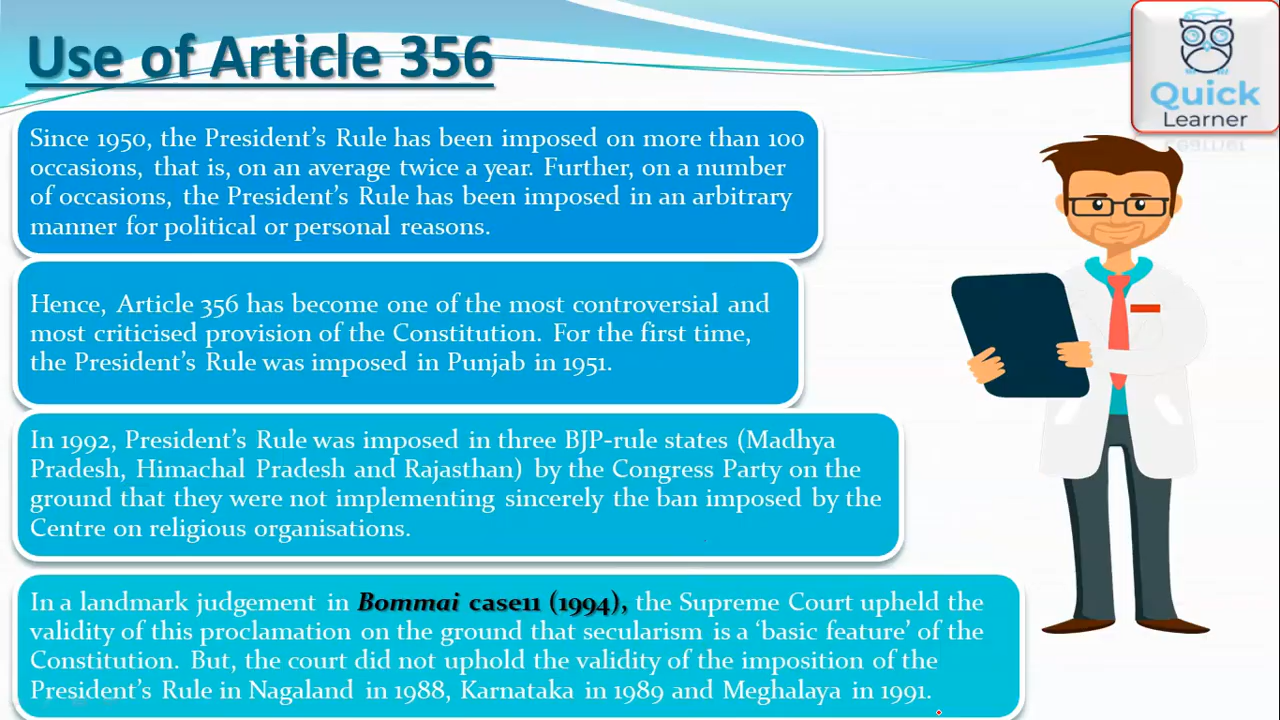 Use of Article 356
Quick
Learner
Since 1950, the President's Rule has been imposed on more than 100
occasions, that is, on an average twice a year. Further, on a number
of occasions, the President's Rule has been imposed in an arbitrary
manner for political or personal reasons.
Hence, Article 356 has become one of the most controversial and
most criticised provision of the Constitution. For the first time,
the President's Rule was imposed in Punjab in 1951.
In 1992, President's Rule was imposed in three BJP-rule states (Madhya
Pradesh, Himachal Pradesh and Rajasthan) by the Congress Party on the
ground that they were not implementing sincerely the ban imposed by the
Centre on religious organisations.
In a landmark judgement in Bommai case11 (1994), the Supreme Court upheld the
validity of this proclamation on the ground that secularism is a ‘basic feature’ of the
Constitution. But, the court did not uphold the validity of the imposition of the
President's Rule in Nagaland in 1988, Karnataka in 1989 and Meghalaya in 1991.